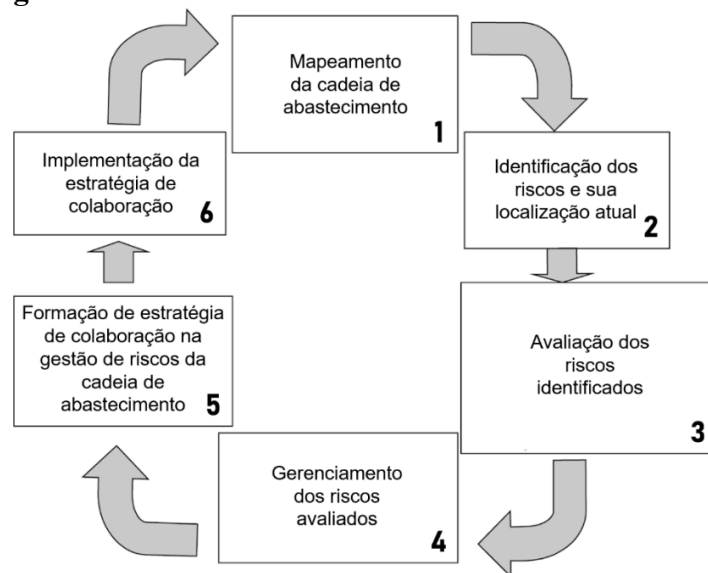 g
Mapeamento
da cadeia de
abastecimento
1
Identificação dos
riscos e sua
localização atual
2
Avaliação dos
riscos
identificados
3
Gerenciamento
dos riscos
avaliados
4
Formação de estratégia
de colaboração na
gestão de riscos da
cadeia de
abastecimento
5
Implementação da
estratégia de
colaboração
6